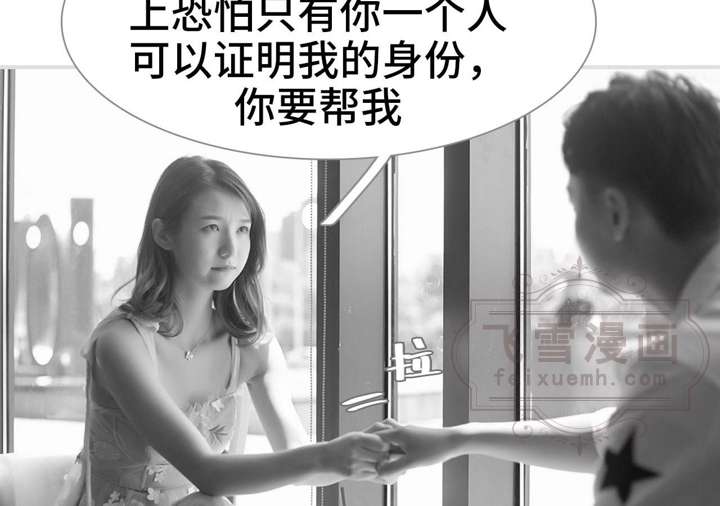 上恐怕只有你一个人
可以证明我的身份，
你要帮我
拉
飞雪漫画
feixuemh.com